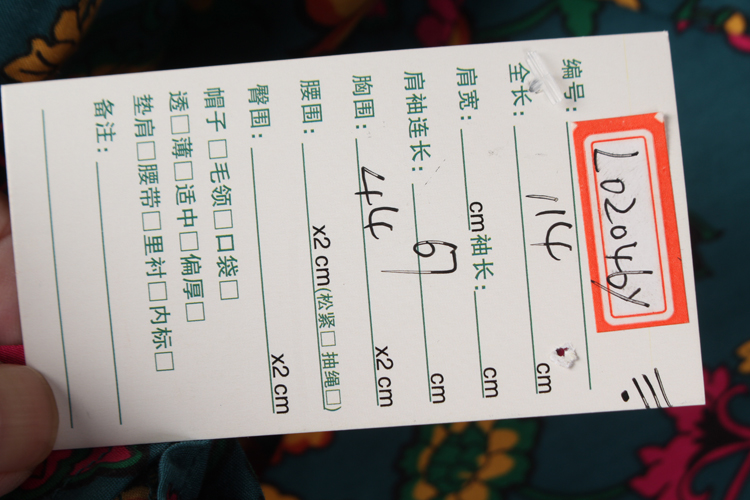 编号: L02046y
全长: 114 cm
肩宽: cm 袖长: cm
肩袖连长: 67 cm
胸围: 44 x2 cm
腰围: x2 cm(松紧□ 抽绳□)
臀围: x2 cm
帽子□毛领□口袋□
透□薄□适中□偏厚□
垫肩□腰带□里衬□内标□
备注: